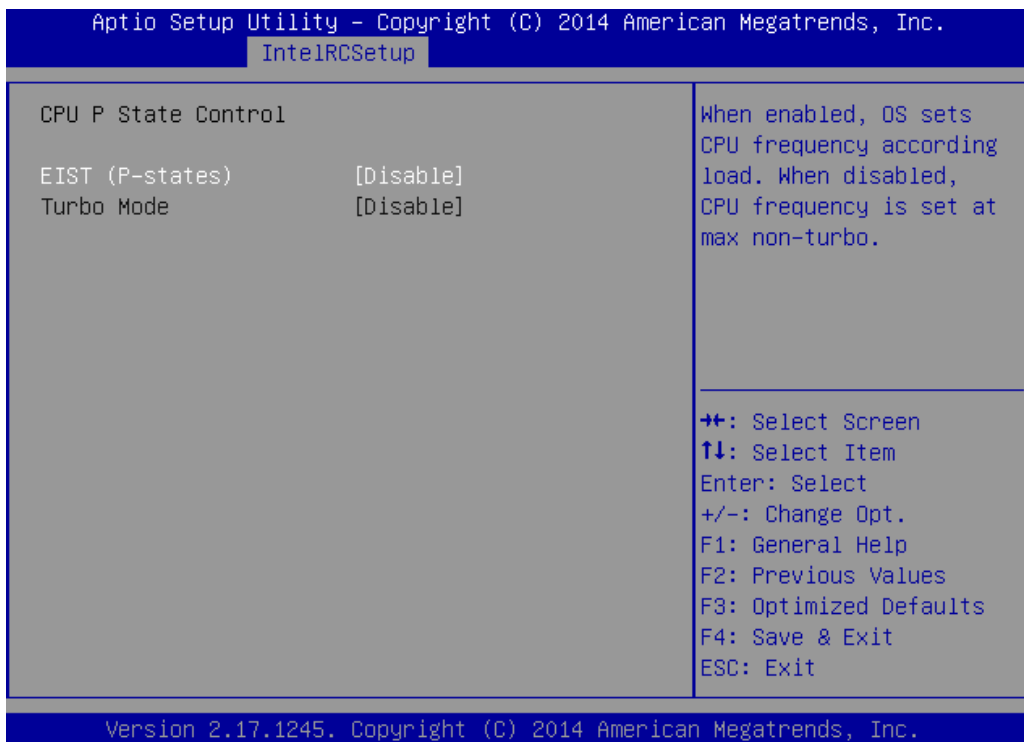 Aptio Setup Utility – Copyright (C) 2014 American Megatrends, Inc.
IntelRCSetup
CPU P State Control
EIST (P-states) [Disable]
Turbo Mode [Disable]
When enabled, OS sets
CPU frequency according
load. When disabled,
CPU frequency is set at
max non-turbo.
→←: Select Screen
↑↓: Select Item
Enter: Select
+/-: Change Opt.
F1: General Help
F2: Previous Values
F3: Optimized Defaults
F4: Save & Exit
ESC: Exit
Version 2.17.1245. Copyright (C) 2014 American Megatrends, Inc.